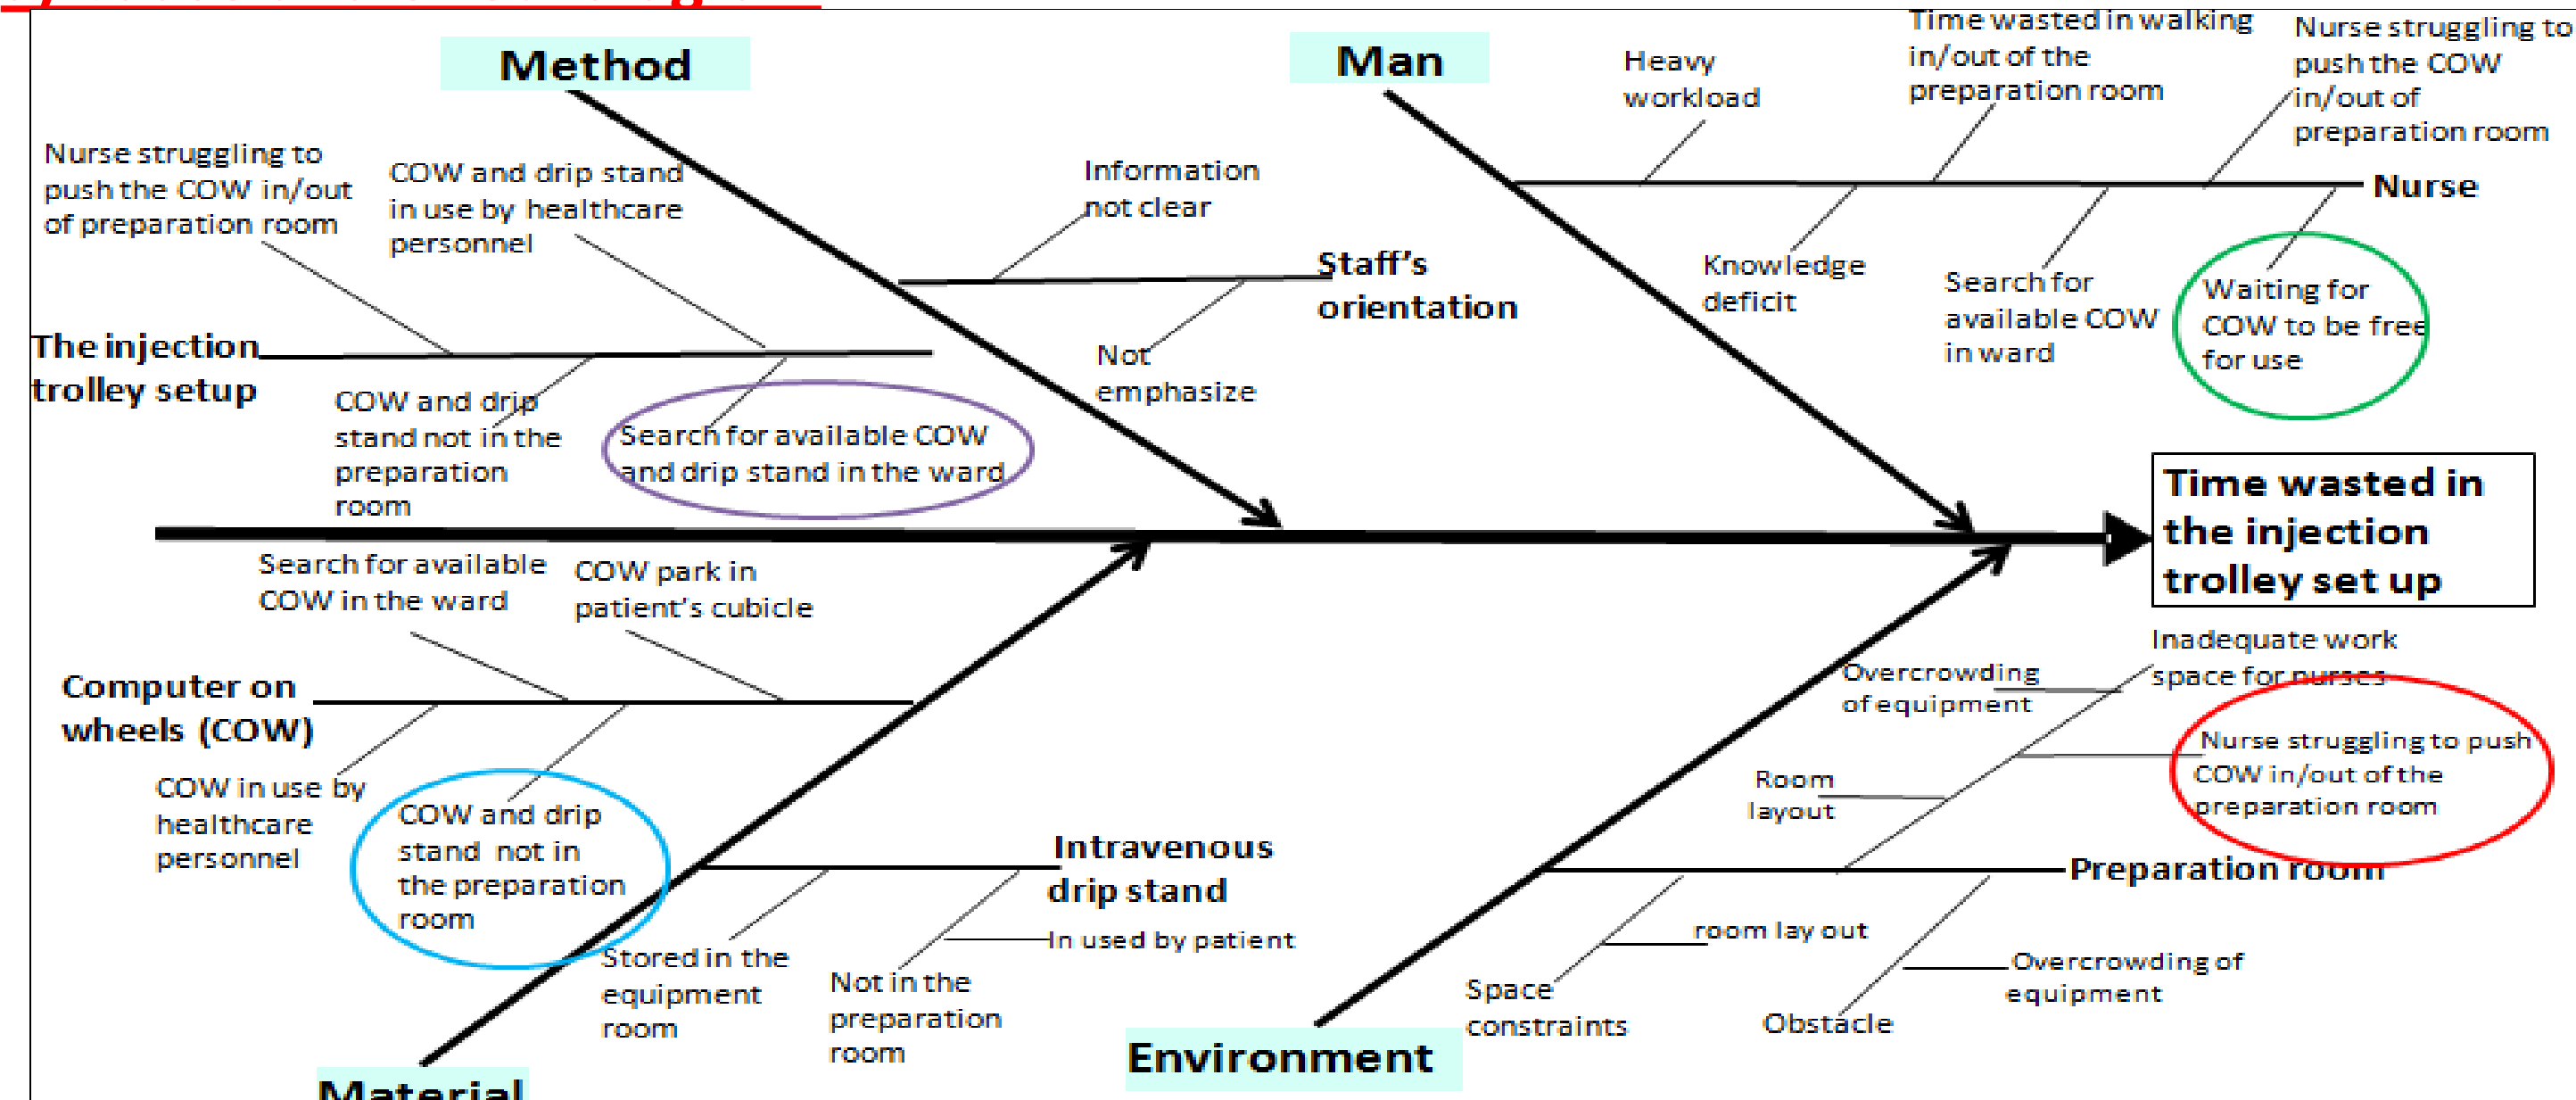 Method
Man
Heavy
workload
Time wasted in walking
in/out of the
preparation room
Nurse struggling to
push the COW
in/out of
preparation room
Nurse
Nurse struggling to
push the COW in/out
of preparation room
COW and drip stand
in use by healthcare
personnel
Information
not clear
Staff's
orientation
Knowledge
deficit
Search for
available COW
in ward
Waiting for
COW to be free
for use
The injection
trolley setup
Not
emphasize
COW and drip
stand not in the
preparation
room
Search for available COW
and drip stand in the ward
Time wasted in
the injection
trolley set up
Search for available
COW in the ward
COW park in
patient's cubicle
Computer on
wheels (COW)
COW in use by
healthcare
personnel
COW and drip
stand not in
the preparation
room
Intravenous
drip stand
In used by patient
Stored in the
equipment
room
Not in the
preparation
room
Material
Overcrowding
of equipment
Inadequate work
space for nurses
Room
layout
Nurse struggling to push
COW in/out of the
preparation room
Preparation room
room lay out
Space
constraints
Overcrowding of
equipment
Obstacle
Environment